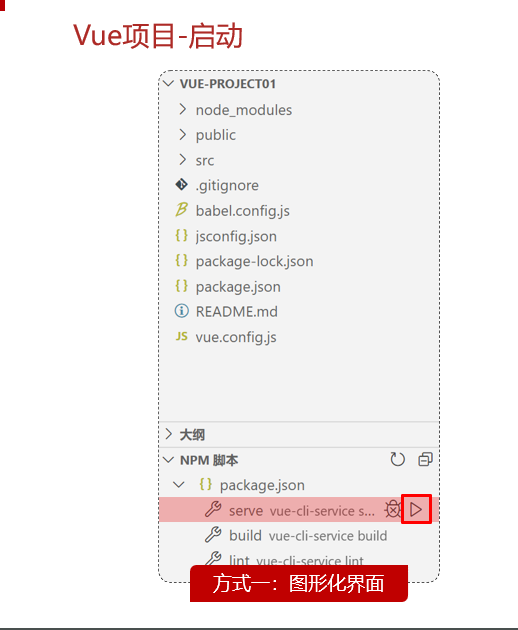 Vue项目-启动
VUE-PROJECT01
node_modules
public
src
.gitignore
babel.config.js
jsconfig.json
package-lock.json
package.json
README.md
JS vue.config.js
大纲
NPM 脚本
package.json
serve vue-cli-service s...
build vue-cli-service build
lint vue-cli-service lint
方式一：图形化界面